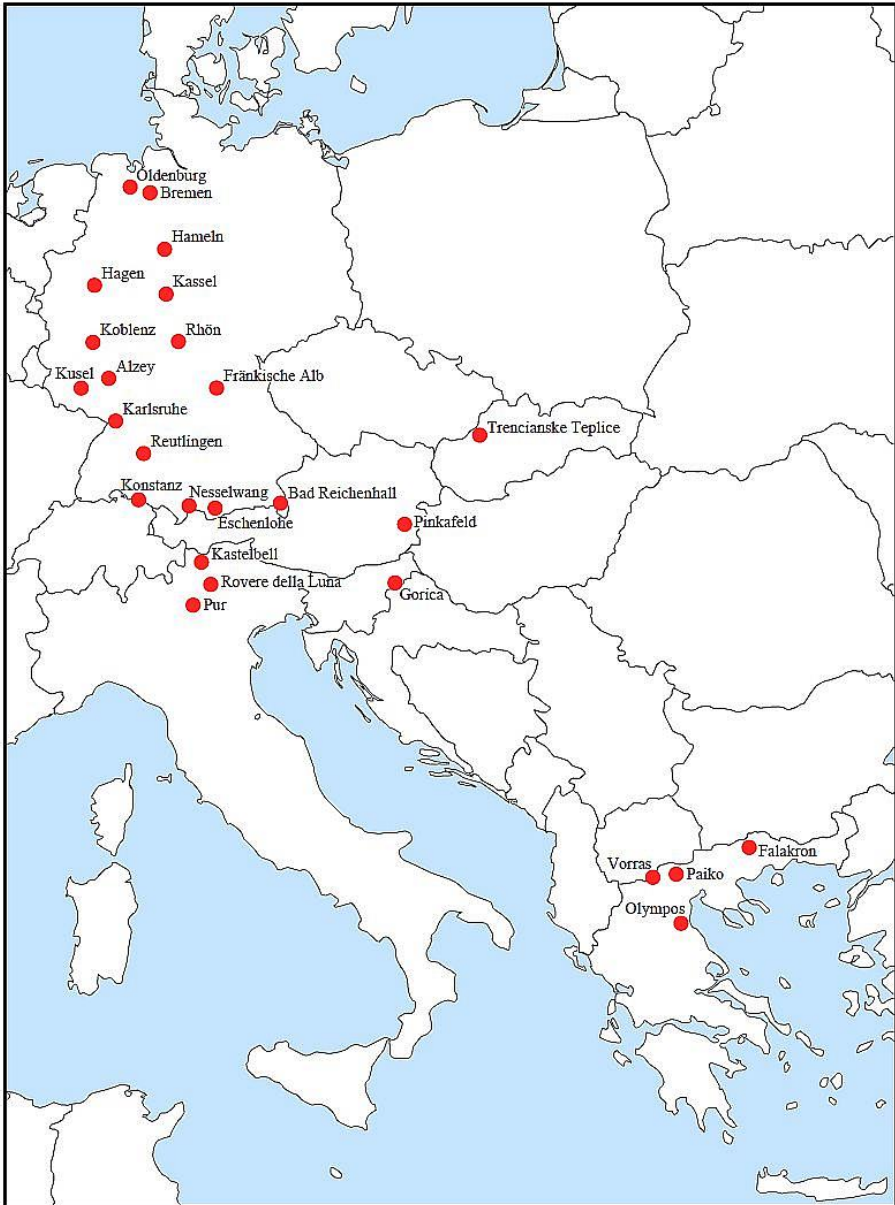 Oldenburg
Bremen
Hameln
Hagen
Kassel
Koblenz
Rhön
Kusel
Alzey
Fränkische Alb
Karlsruhe
Trencianske Teplice
Reutlingen
Konstanz
Nesselwang
Bad Reichenhall
Eschenlohe
Pinkafeld
Kastelbell
Rovere della Luna
Gorica
Pur
Falakron
Vorras
Paiko
Olympos